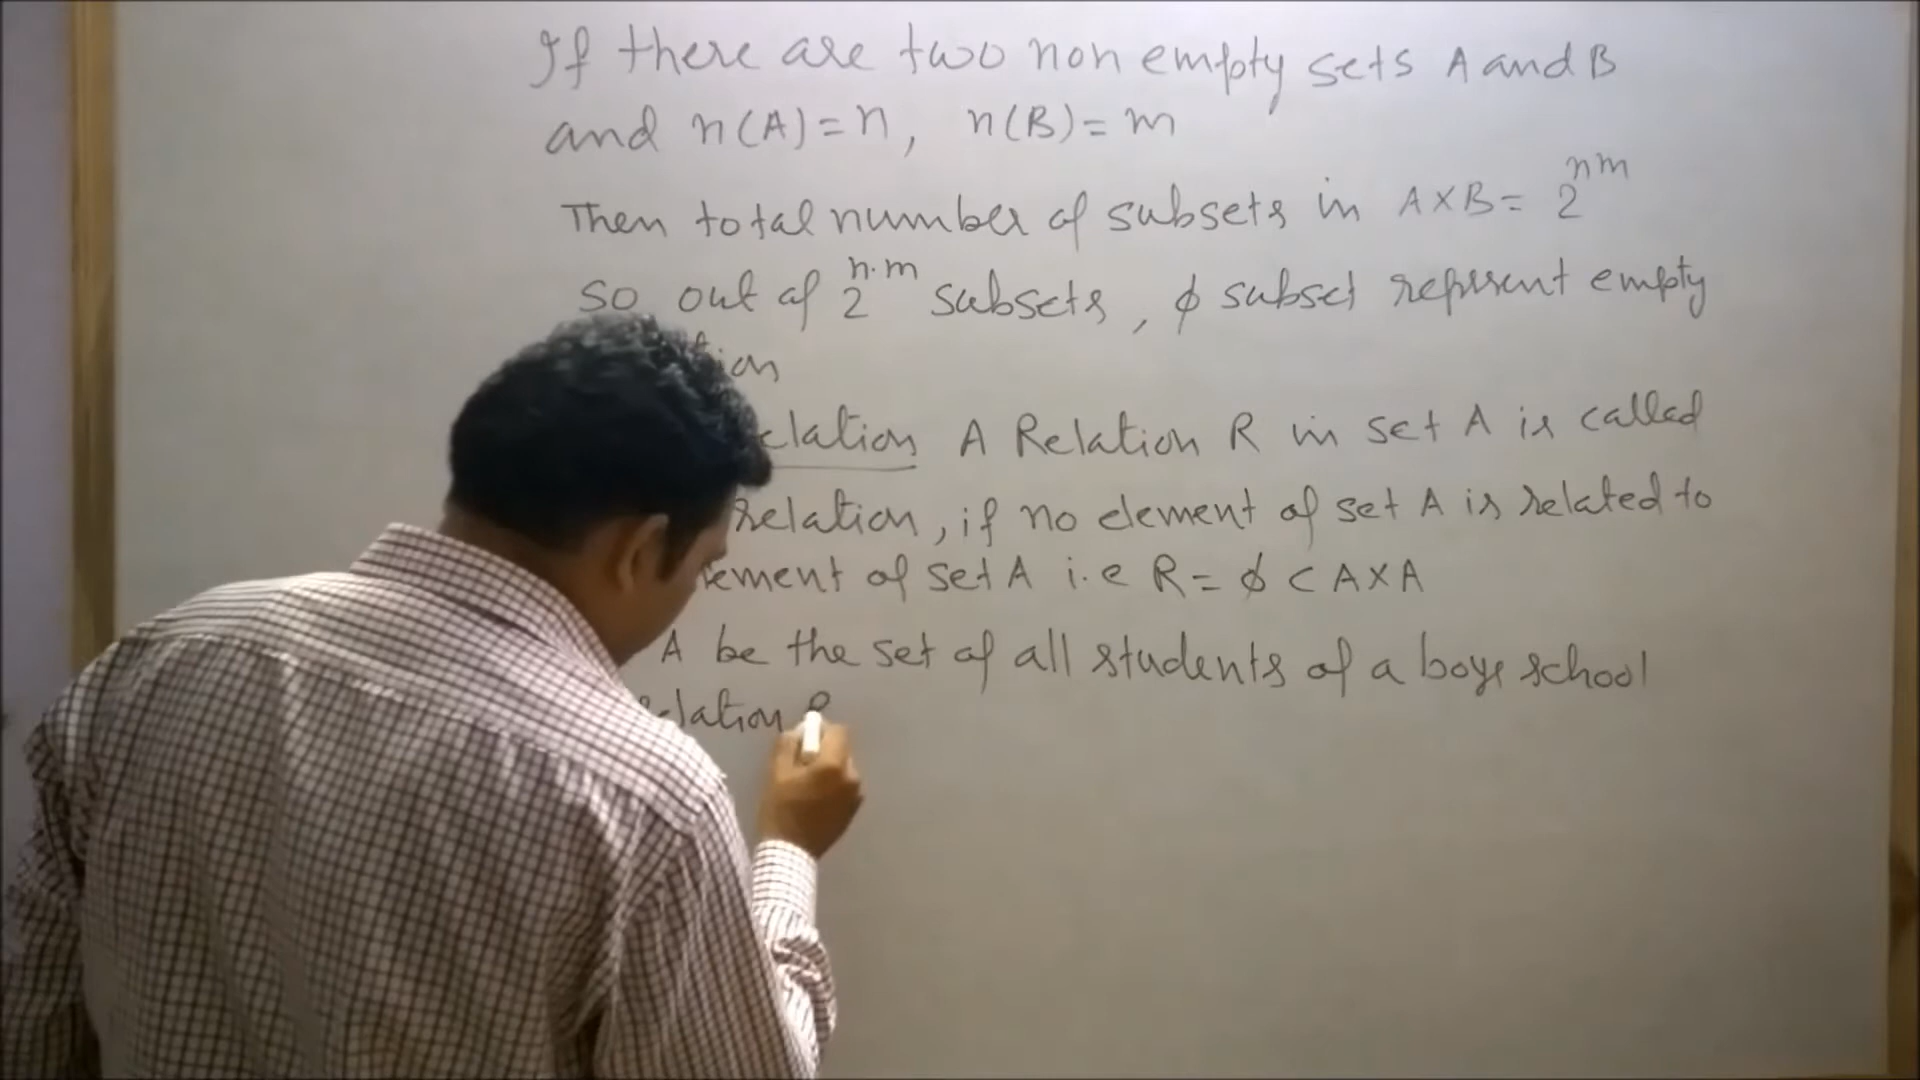 If there are two non empty sets A and B
and n(A)=n, n(B)=m
Then total number of subsets in A×B= 2^nm
So out of 2^n.m subsets, ϕ subset represent empty
A Relation R in set A is called
relation, if no element of set A is related to
of set A i.e R= ϕ ⊂ A×A
A be the set of all students of a boys school